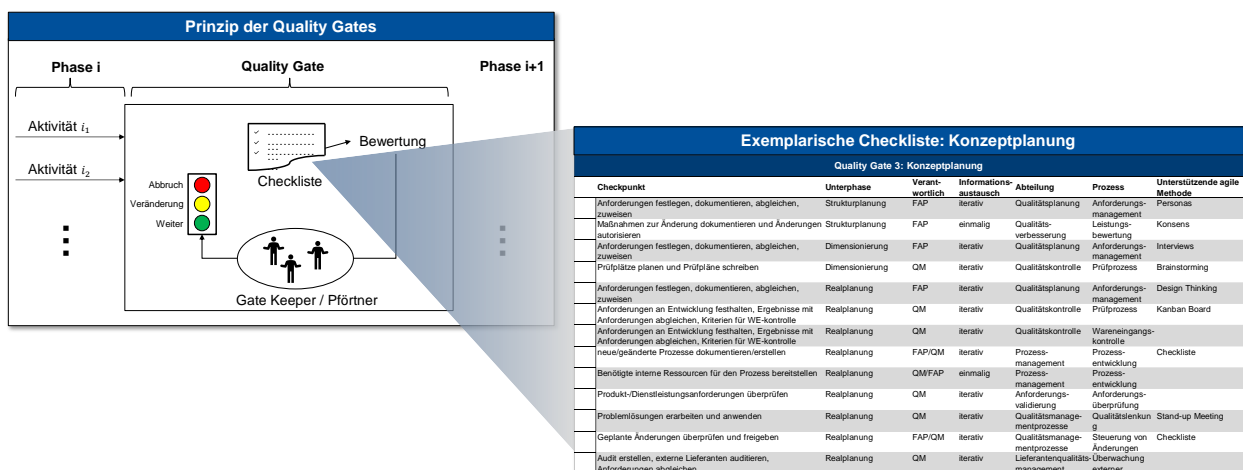 Prinzip der Quality Gates
Phase i
Quality Gate
Phase i+1
Aktivität i1
Aktivität i2
Bewertung
Checkliste
Abbruch
Veränderung
Weiter
Gate Keeper / Pförtner
Exemplarische Checkliste: Konzeptplanung
Quality Gate 3: Konzeptplanung
Checkpunkt Unterphase Verant- Informations- Abteilung Prozess Unterstützende agile
wortlich austausch Methode
Anforderungen festlegen, dokumentieren, abgleichen, Strukturplanung FAP iterativ Qualitätsplanung Anforderungs- Personas
zuweisen management
Maßnahmen zur Änderung dokumentieren und Änderungen Strukturplanung FAP einmalig Qualitäts- Leistungs- Konsens
autorisieren verbesserung bewertung
Anforderungen festlegen, dokumentieren, abgleichen, Dimensionierung FAP iterativ Qualitätsplanung Anforderungs- Interviews
zuweisen management
Prüfplätze planen und Prüfpläne schreiben Dimensionierung QM iterativ Qualitätskontrolle Prüfprozess Brainstorming
Anforderungen festlegen, dokumentieren, abgleichen, Realplanung FAP iterativ Qualitätsplanung Anforderungs- Design Thinking
zuweisen management
Anforderungen an Entwicklung festhalten, Ergebnisse mit Realplanung QM iterativ Qualitätskontrolle Prüfprozess Kanban Board
Anforderungen abgleichen, Kriterien für WE-kontrolle
Anforderungen an Entwicklung festhalten, Ergebnisse mit Realplanung QM iterativ Qualitätskontrolle Wareneingangs-
Anforderungen abgleichen, Kriterien für WE-kontrolle kontrolle
neue/geänderte Prozesse dokumentieren/erstellen Realplanung FAP/QM iterativ Prozess- Prozess- Checkliste
management entwicklung
Benötigte interne Ressourcen für den Prozess bereitstellen Realplanung QM/FAP einmalig Prozess- Prozess-
management entwicklung
Produkt-/Dienstleistungsanforderungen überprüfen Realplanung QM iterativ Anforderungs- Anforderungs-
validierung überprüfung
Problemlösungen erarbeiten und anwenden Realplanung QM iterativ Qualitätsmanage- Qualitätslenkun Stand-up Meeting
mentprozesse g
Geplante Änderungen überprüfen und freigeben Realplanung FAP/QM iterativ Qualitätsmanage- Steuerung von Checkliste
mentprozesse Änderungen
Audit erstellen, externe Lieferanten auditieren, Realplanung QM iterativ Lieferantenqualitäts- Überwachung
Anforderungen abgleichen management externer